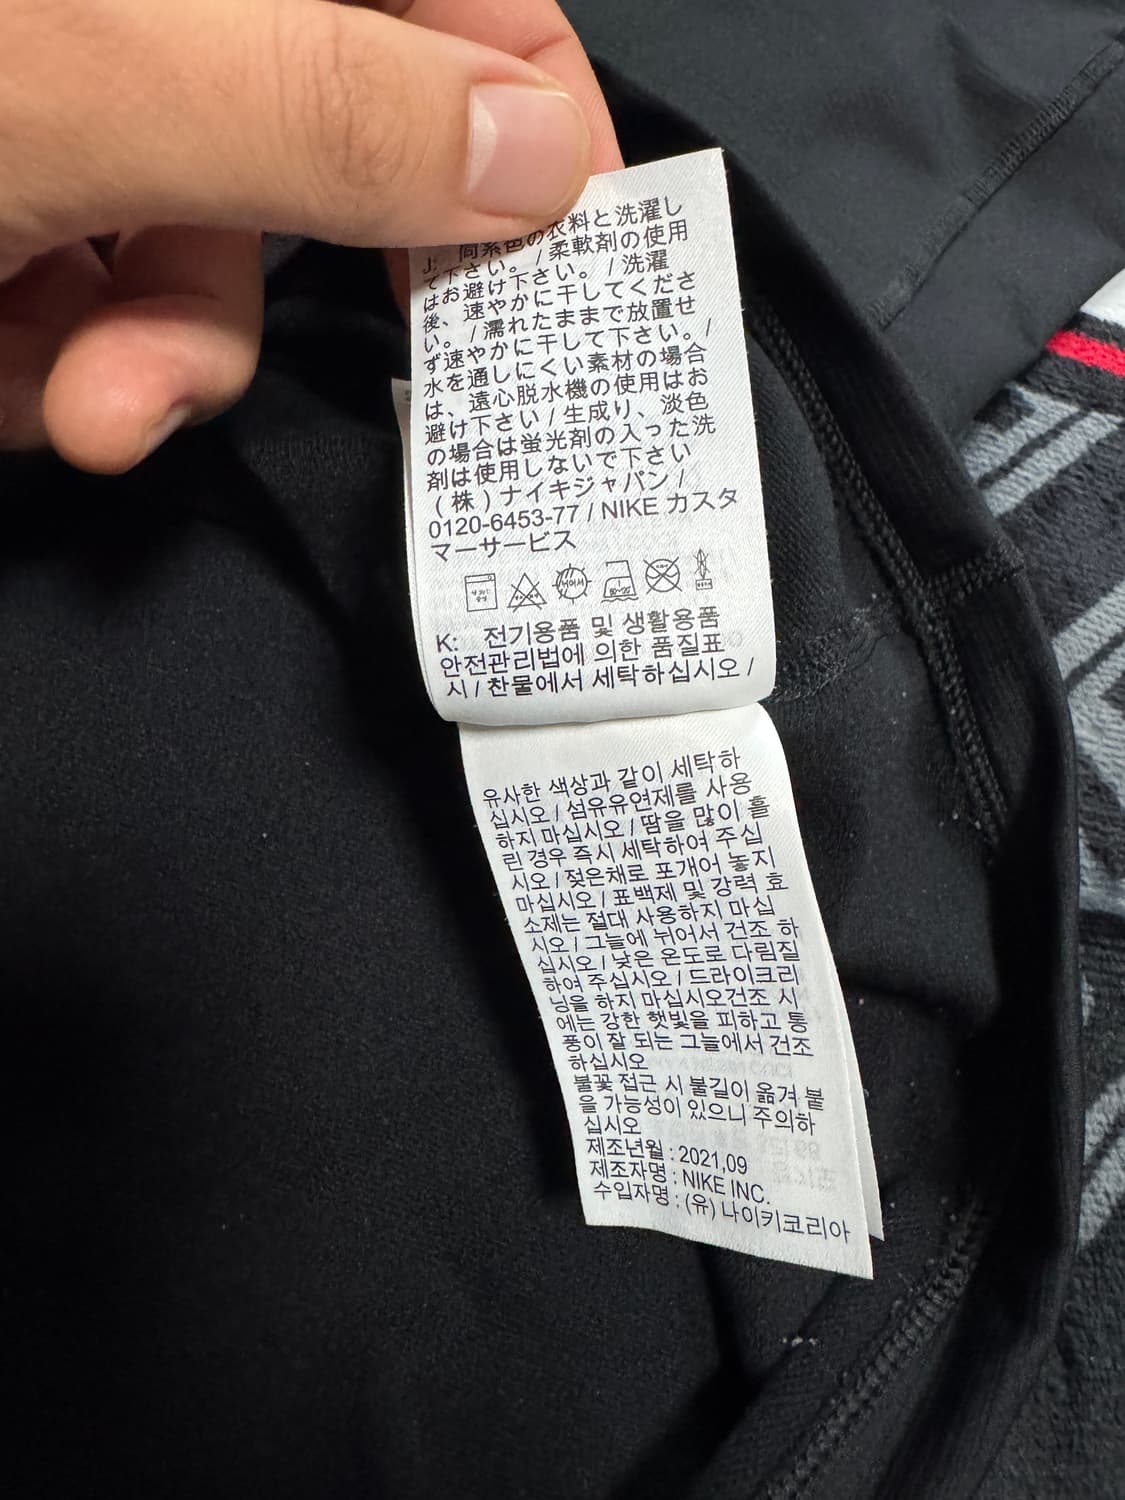 J: 同系色の衣料と洗濯し
て下さい。/柔軟剤の使用
はお避け下さい。/洗濯
後、速やかに干してくださ
い。/濡れたままで放置せ
ず速やかに干して下さい。/
水を通しにくい素材の場合
は、遠心脱水機の使用はお
避け下さい/生成り、淡色
の場合は蛍光剤の入った洗
剤は使用しないで下さい
(株)ナイキジャパン/
0120-6453-77 / NIKE カスタ
マーサービス
K: 전기용품 및 생활용품
안전관리법에 의한 품질표
시 / 찬물에서 세탁하십시오 /
유사한 색상과 같이 세탁하
십시오 / 섬유유연제를 사용
하지 마십시오 / 땀을 많이 흘
린 경우 즉시 세탁하여 주십
시오 / 젖은채로 포개어 놓지
마십시오 / 표백제 및 강력 효
소제는 절대 사용하지 마십
시오 / 그늘에 뉘어서 건조 하
십시오 / 낮은 온도로 다림질
하여 주십시오 / 드라이크리
닝을 하지 마십시오건조 시
에는 강한 햇빛을 피하고 통
풍이 잘 되는 그늘에서 건조
하십시오
불꽃 접근 시 불길이 옮겨 붙
을 가능성이 있으니 주의하
십시오
제조년월 : 2021,09
제조자명 : NIKE INC.
수입자명 : (유) 나이키코리아